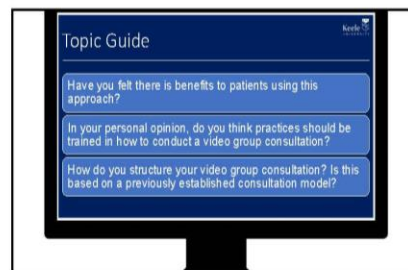 Keele
UNIVERSITY
Topic Guide
Have you felt there is benefits to patients using this
approach?
In your personal opinion, do you think practices should be
trained in how to conduct a video group consultation?
How do you structure your video group consultation? Is this
based on a previously established consultation model?